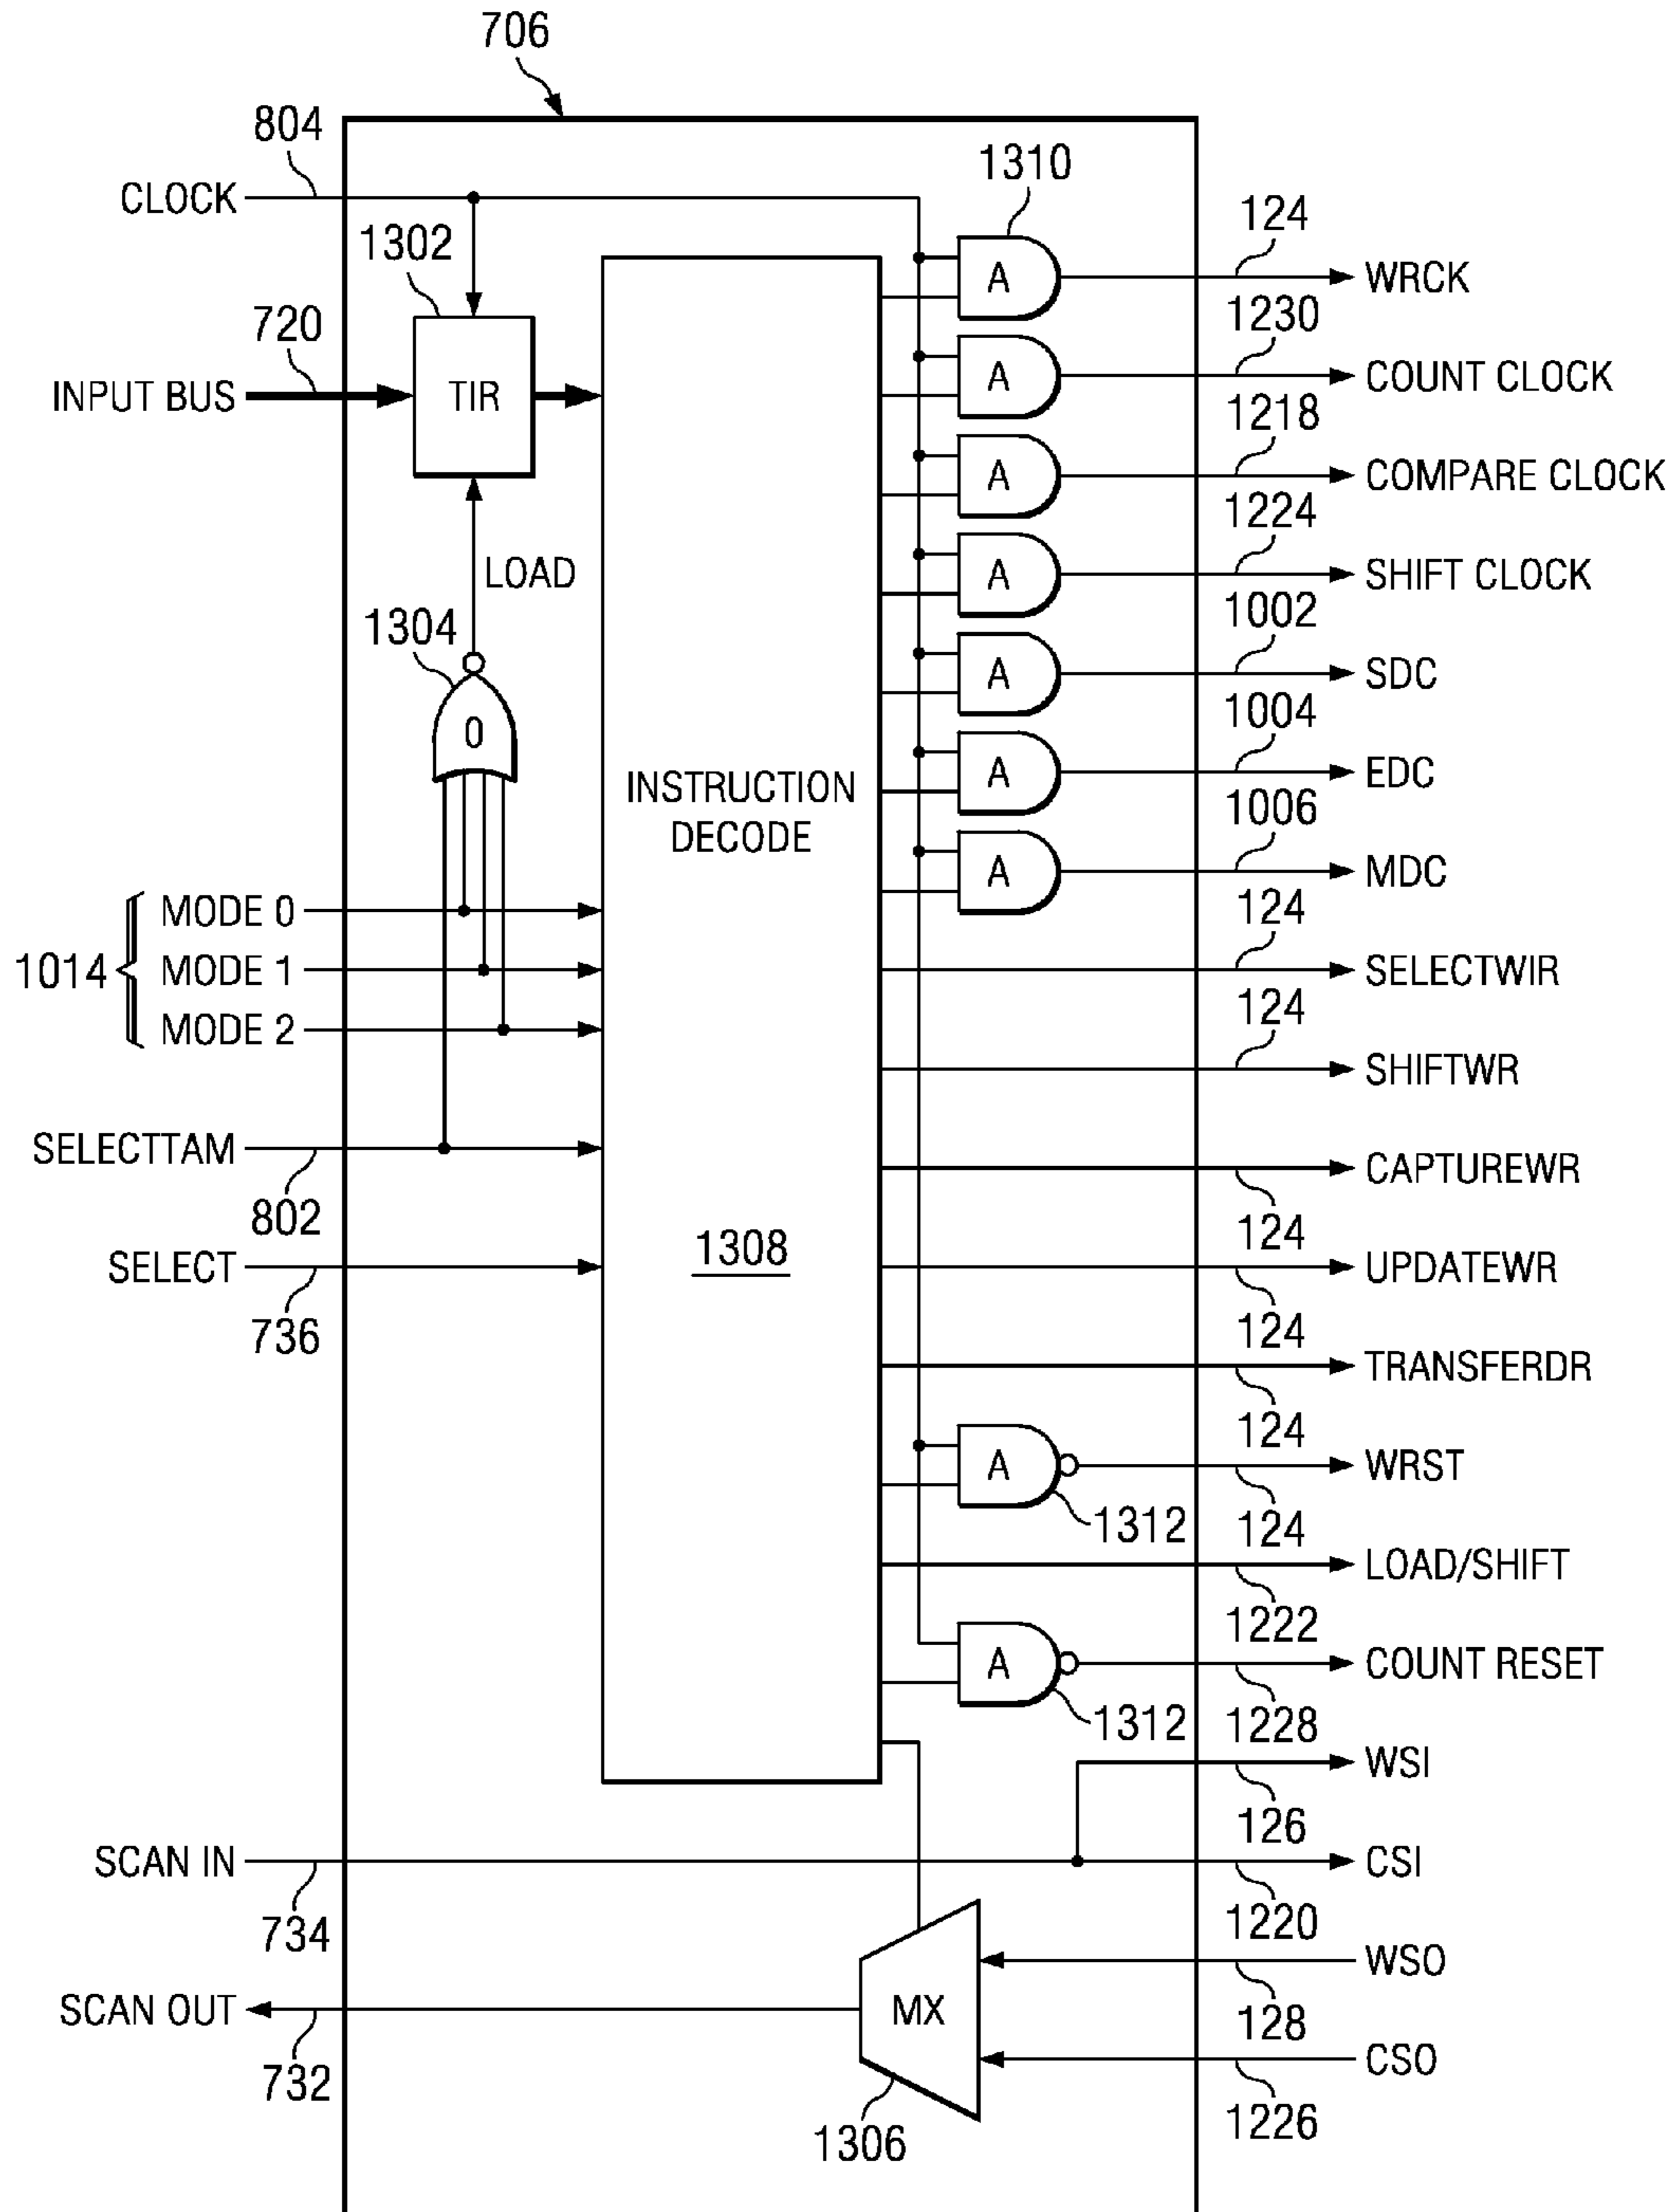 706
804
CLOCK
1310
124
WRCK
1302
A
720
1230
INPUT BUS
TIR
A
COUNT CLOCK
1218
A
COMPARE CLOCK
1224
LOAD
A
SHIFT CLOCK
1304
1002
A
SDC
0
1004
INSTRUCTION
DECODE
A
EDC
1006
A
MDC
1014
MODE 0
MODE 1
MODE 2
124
SELECTWIR
124
SHIFTWR
SELECTTAM
802
CAPTUREWR
124
SELECT
736
1308
UPDATEWR
124
TRANSFERDR
124
A
WRST
1312
124
LOAD/SHIFT
1222
A
COUNT RESET
1312
1228
WSI
126
SCAN IN
734
CSI
1220
WSO
128
SCAN OUT
732
MX
CSO
1306
1226